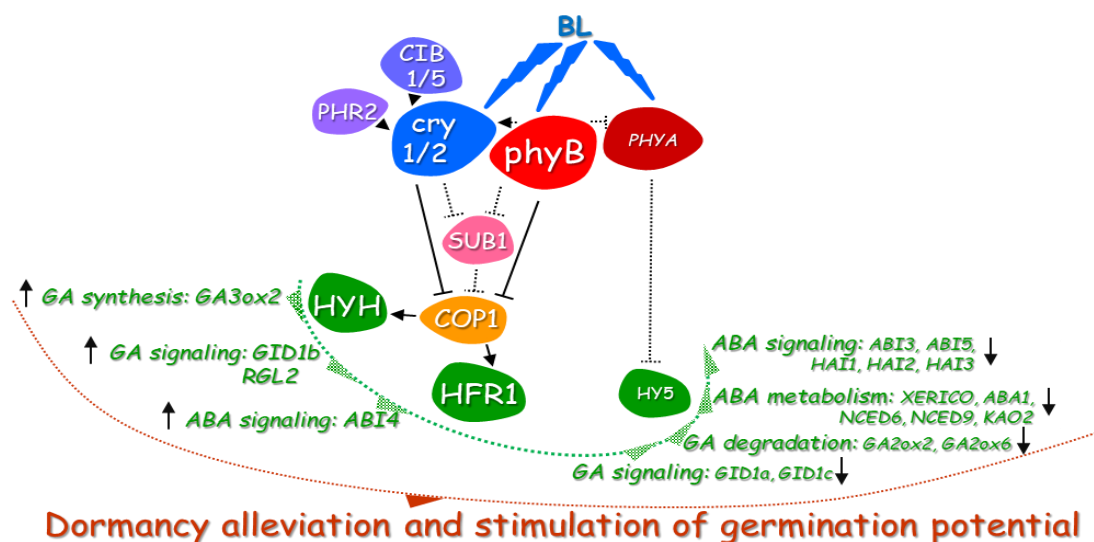 BL
CIB
1/5
PHR2
cry
1/2
phyB
PHYA
SUB1
GA synthesis: GA3ox2
HYH
COP1
GA signaling: GID1b
RGL2
HFR1
HY5
ABA signaling: ABI4
ABA signaling: ABI3, ABI5,
HAI1, HAI2, HAI3
ABA metabolism: XERICO, ABA1,
NCED6, NCED9, KAO2
GA degradation: GA2ox2, GA2ox6
GA signaling: GID1a, GID1c
Dormancy alleviation and stimulation of germination potential